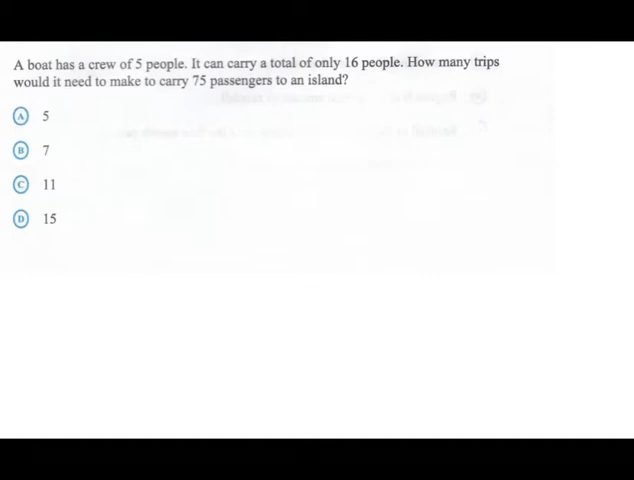 A boat has a crew of 5 people. It can carry a total of only 16 people. How many trips
would it need to make to carry 75 passengers to an island?
A 5
B 7
C 11
D 15